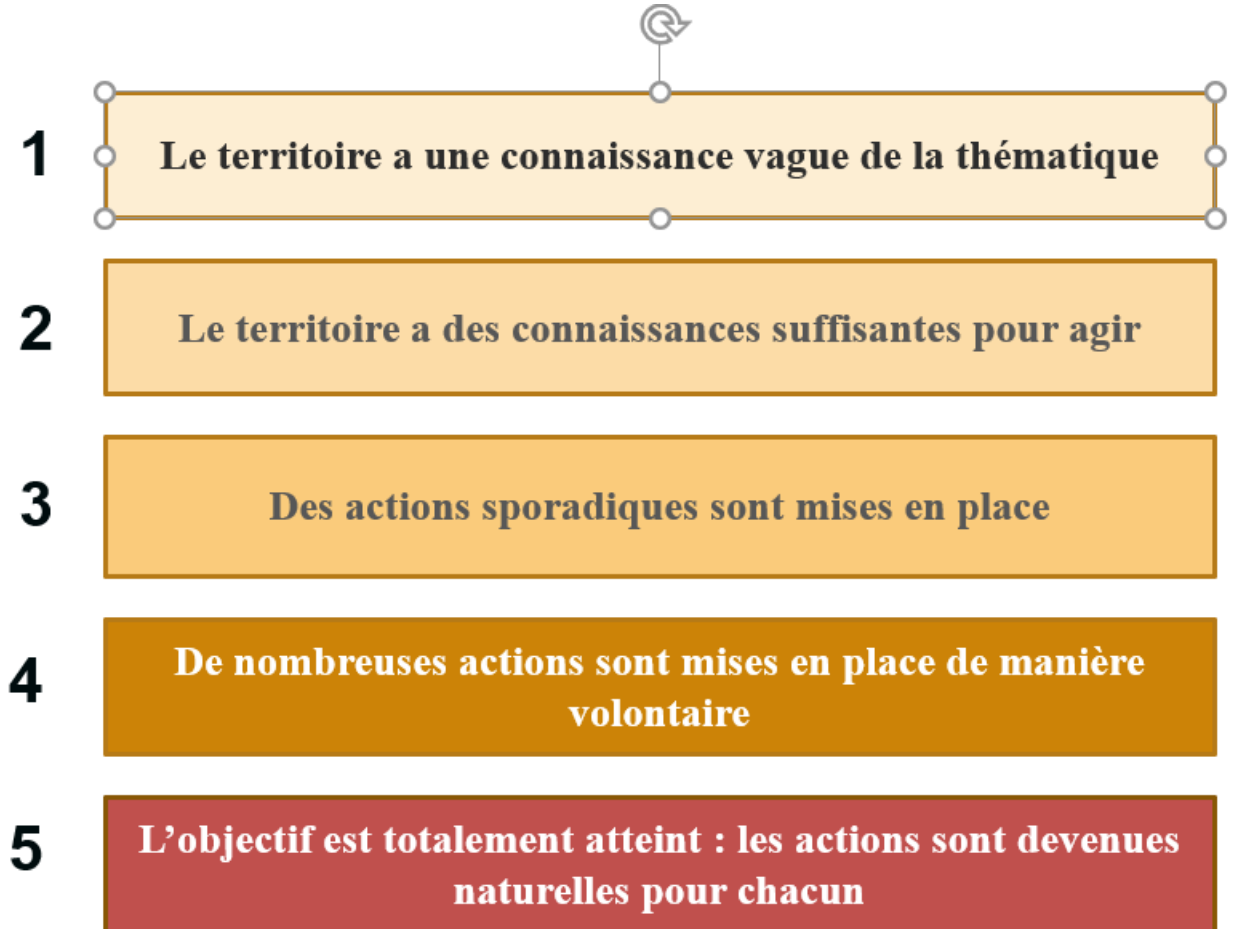 1 Le territoire a une connaissance vague de la thématique
2 Le territoire a des connaissances suffisantes pour agir
3 Des actions sporadiques sont mises en place
4 De nombreuses actions sont mises en place de manière
volontaire
5 L’objectif est totalement atteint : les actions sont devenues
naturelles pour chacun